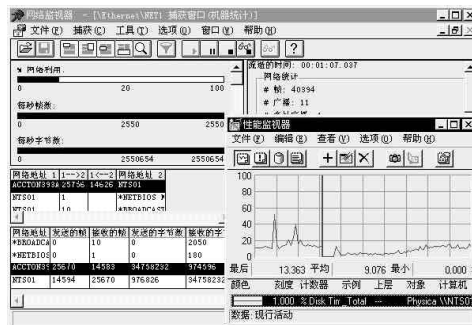 网络监视器 - [\Ethernet\NET1 捕获窗口(机器统计)]
文件(F) 捕获(C) 工具(T) 选项(O) 窗口(W) 帮助(H)
% 网络利用:
0 20 100
每秒帧数:
0 2550 2550
每秒字节数:
0 2550654 2550654
流逝的时间: 00:01:07.037
网络统计
# 帧: 40394
# 广播: 11
网络地址 1 1-->2 1<--2 网络地址 2
ACCTON393A 25756 14626 NTS01
NTS01 1 *NETBIOS
NTS01 10 *BROADCAST
网络地址 发送的帧 接收的帧 发送的字节数 接收的字
*BROADCA 0 10 0 2050
*NETBIOS 0 1 0 180
ACCTON39 25670 14583 34758232 974596
NTS01 14594 25670 976826 34758232
性能监视器
文件(F) 编辑(E) 查看(V) 选项(O) 帮助(H)
100
80
60
40
20
0
最后 13.363 平均 9.076 最小 0.000
颜色 刻度 计数器 示例 上层 对象 计算机
1.000 % Disk Tim _Total --- Physica \\NTS0
数据: 现行活动